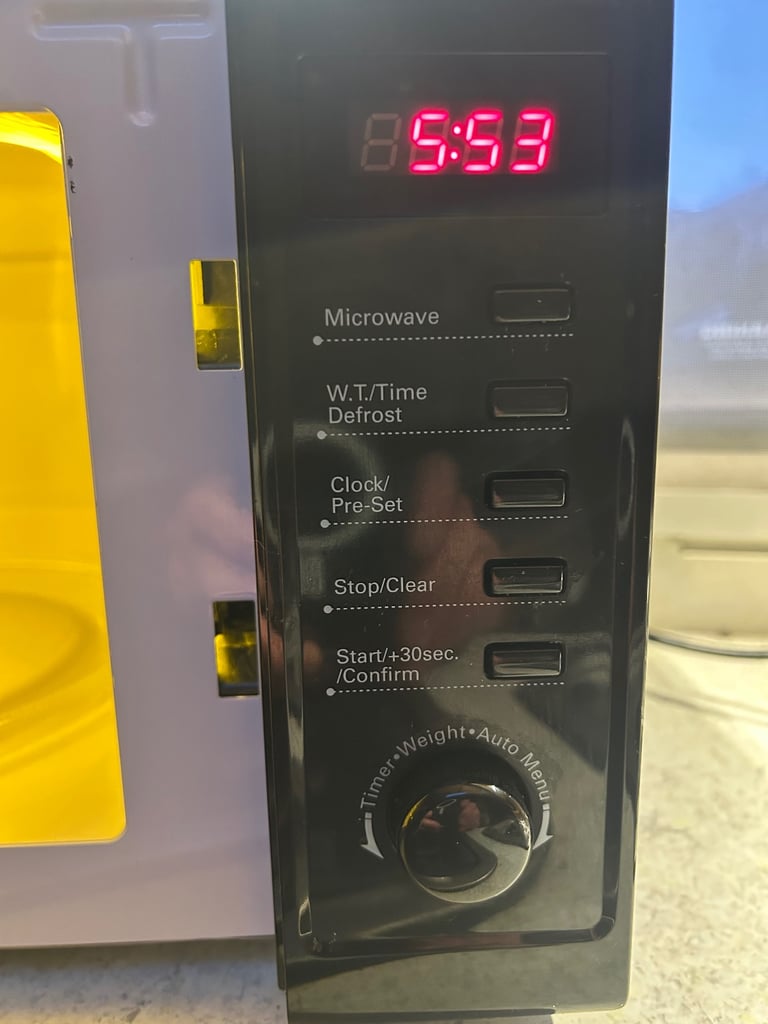 5:53
Microwave
W.T./Time
Defrost
Clock/
Pre-Set
Stop/Clear
Start/+30sec.
/Confirm
Timer•Weight•Auto Menu